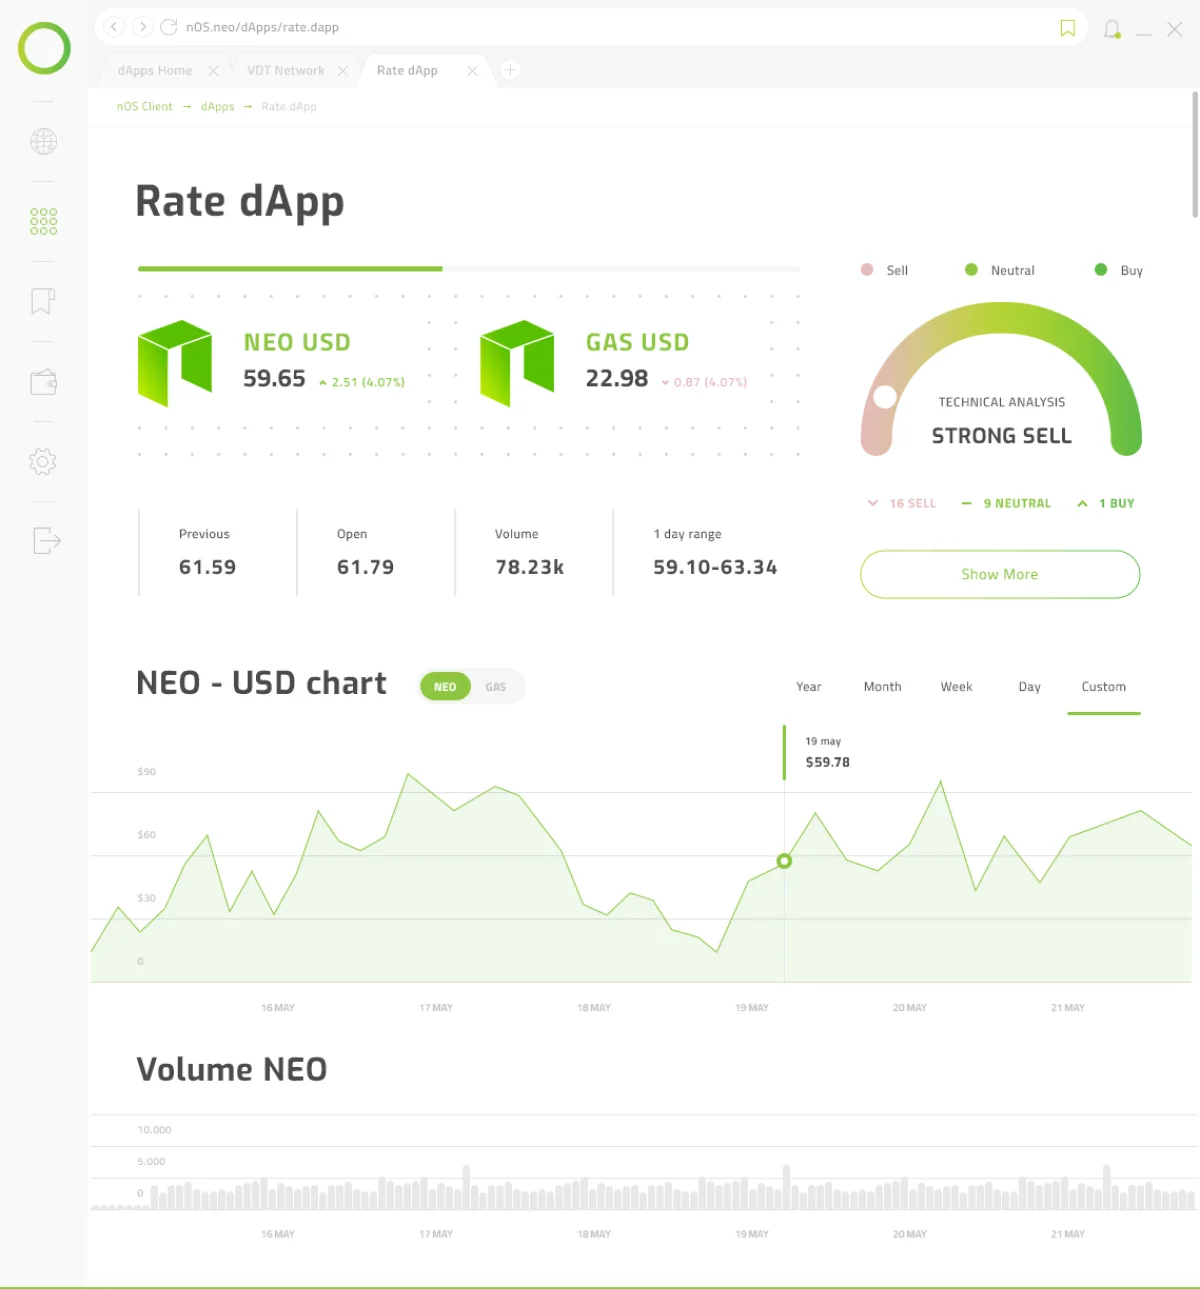 nOS.neo/dApps/rate.dapp
dApps Home
VDT Network
Rate dApp
nOS Client → dApps → Rate dApp
Rate dApp
Sell
Neutral
Buy
NEO USD
59.65
2.51 (4.07%)
GAS USD
22.98
0.87 (4.07%)
TECHNICAL ANALYSIS
STRONG SELL
16 SELL
9 NEUTRAL
1 BUY
Previous
61.59
Open
61.79
Volume
78.23k
1 day range
59.10-63.34
Show More
NEO - USD chart
NEO
GAS
Year
Month
Week
Day
Custom
19 may
$59.78
$90
$60
$30
0
16 MAY
17 MAY
18 MAY
19 MAY
20 MAY
21 MAY
Volume NEO
10.000
5.000
0
16 MAY
17 MAY
18 MAY
19 MAY
20 MAY
21 MAY